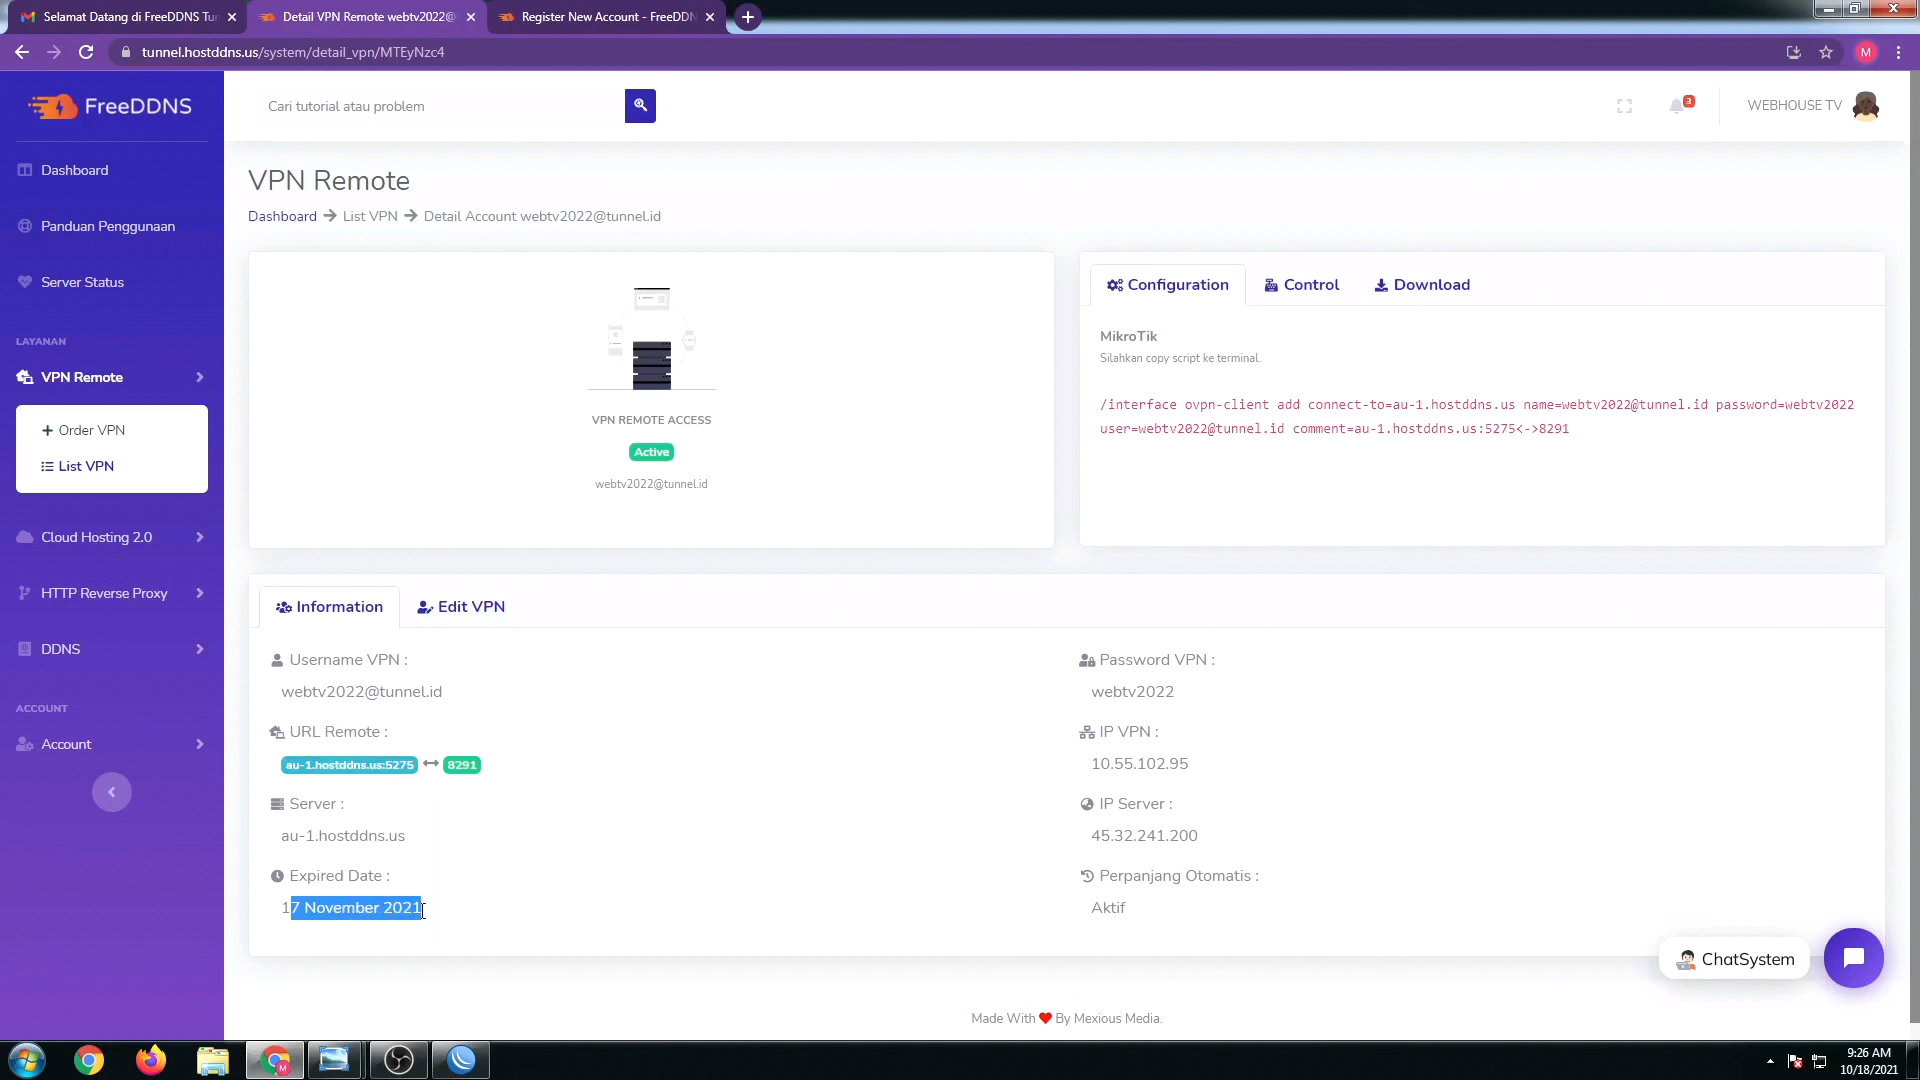 Selamat Datang di FreeDDNS Tun
Detail VPN Remote webtv2022@
Register New Account - FreeDDN
tunnel.hostddns.us/system/detail_vpn/MTEyNzc4
M
FreeDDNS
Cari tutorial atau problem
3
WEBHOUSE TV
Dashboard
Panduan Penggunaan
Server Status
LAYANAN
VPN Remote
+ Order VPN
List VPN
Cloud Hosting 2.0
HTTP Reverse Proxy
DDNS
ACCOUNT
Account
VPN Remote
Dashboard → List VPN → Detail Account webtv2022@tunnel.id
VPN REMOTE ACCESS
Active
webtv2022@tunnel.id
Configuration
Control
Download
MikroTik
Silahkan copy script ke terminal.
/interface ovpn-client add connect-to=au-1.hostddns.us name=webtv2022@tunnel.id password=webtv2022
user=webtv2022@tunnel.id comment=au-1.hostddns.us:5275<->8291
Information
Edit VPN
Username VPN :
webtv2022@tunnel.id
Password VPN :
webtv2022
URL Remote :
au-1.hostddns.us:5275 ↔ 8291
IP VPN :
10.55.102.95
Server :
au-1.hostddns.us
IP Server :
45.32.241.200
Expired Date :
17 November 2021
Perpanjang Otomatis :
Aktif
ChatSystem
Made With ❤ By Mexious Media.
M
9:26 AM
10/18/2021